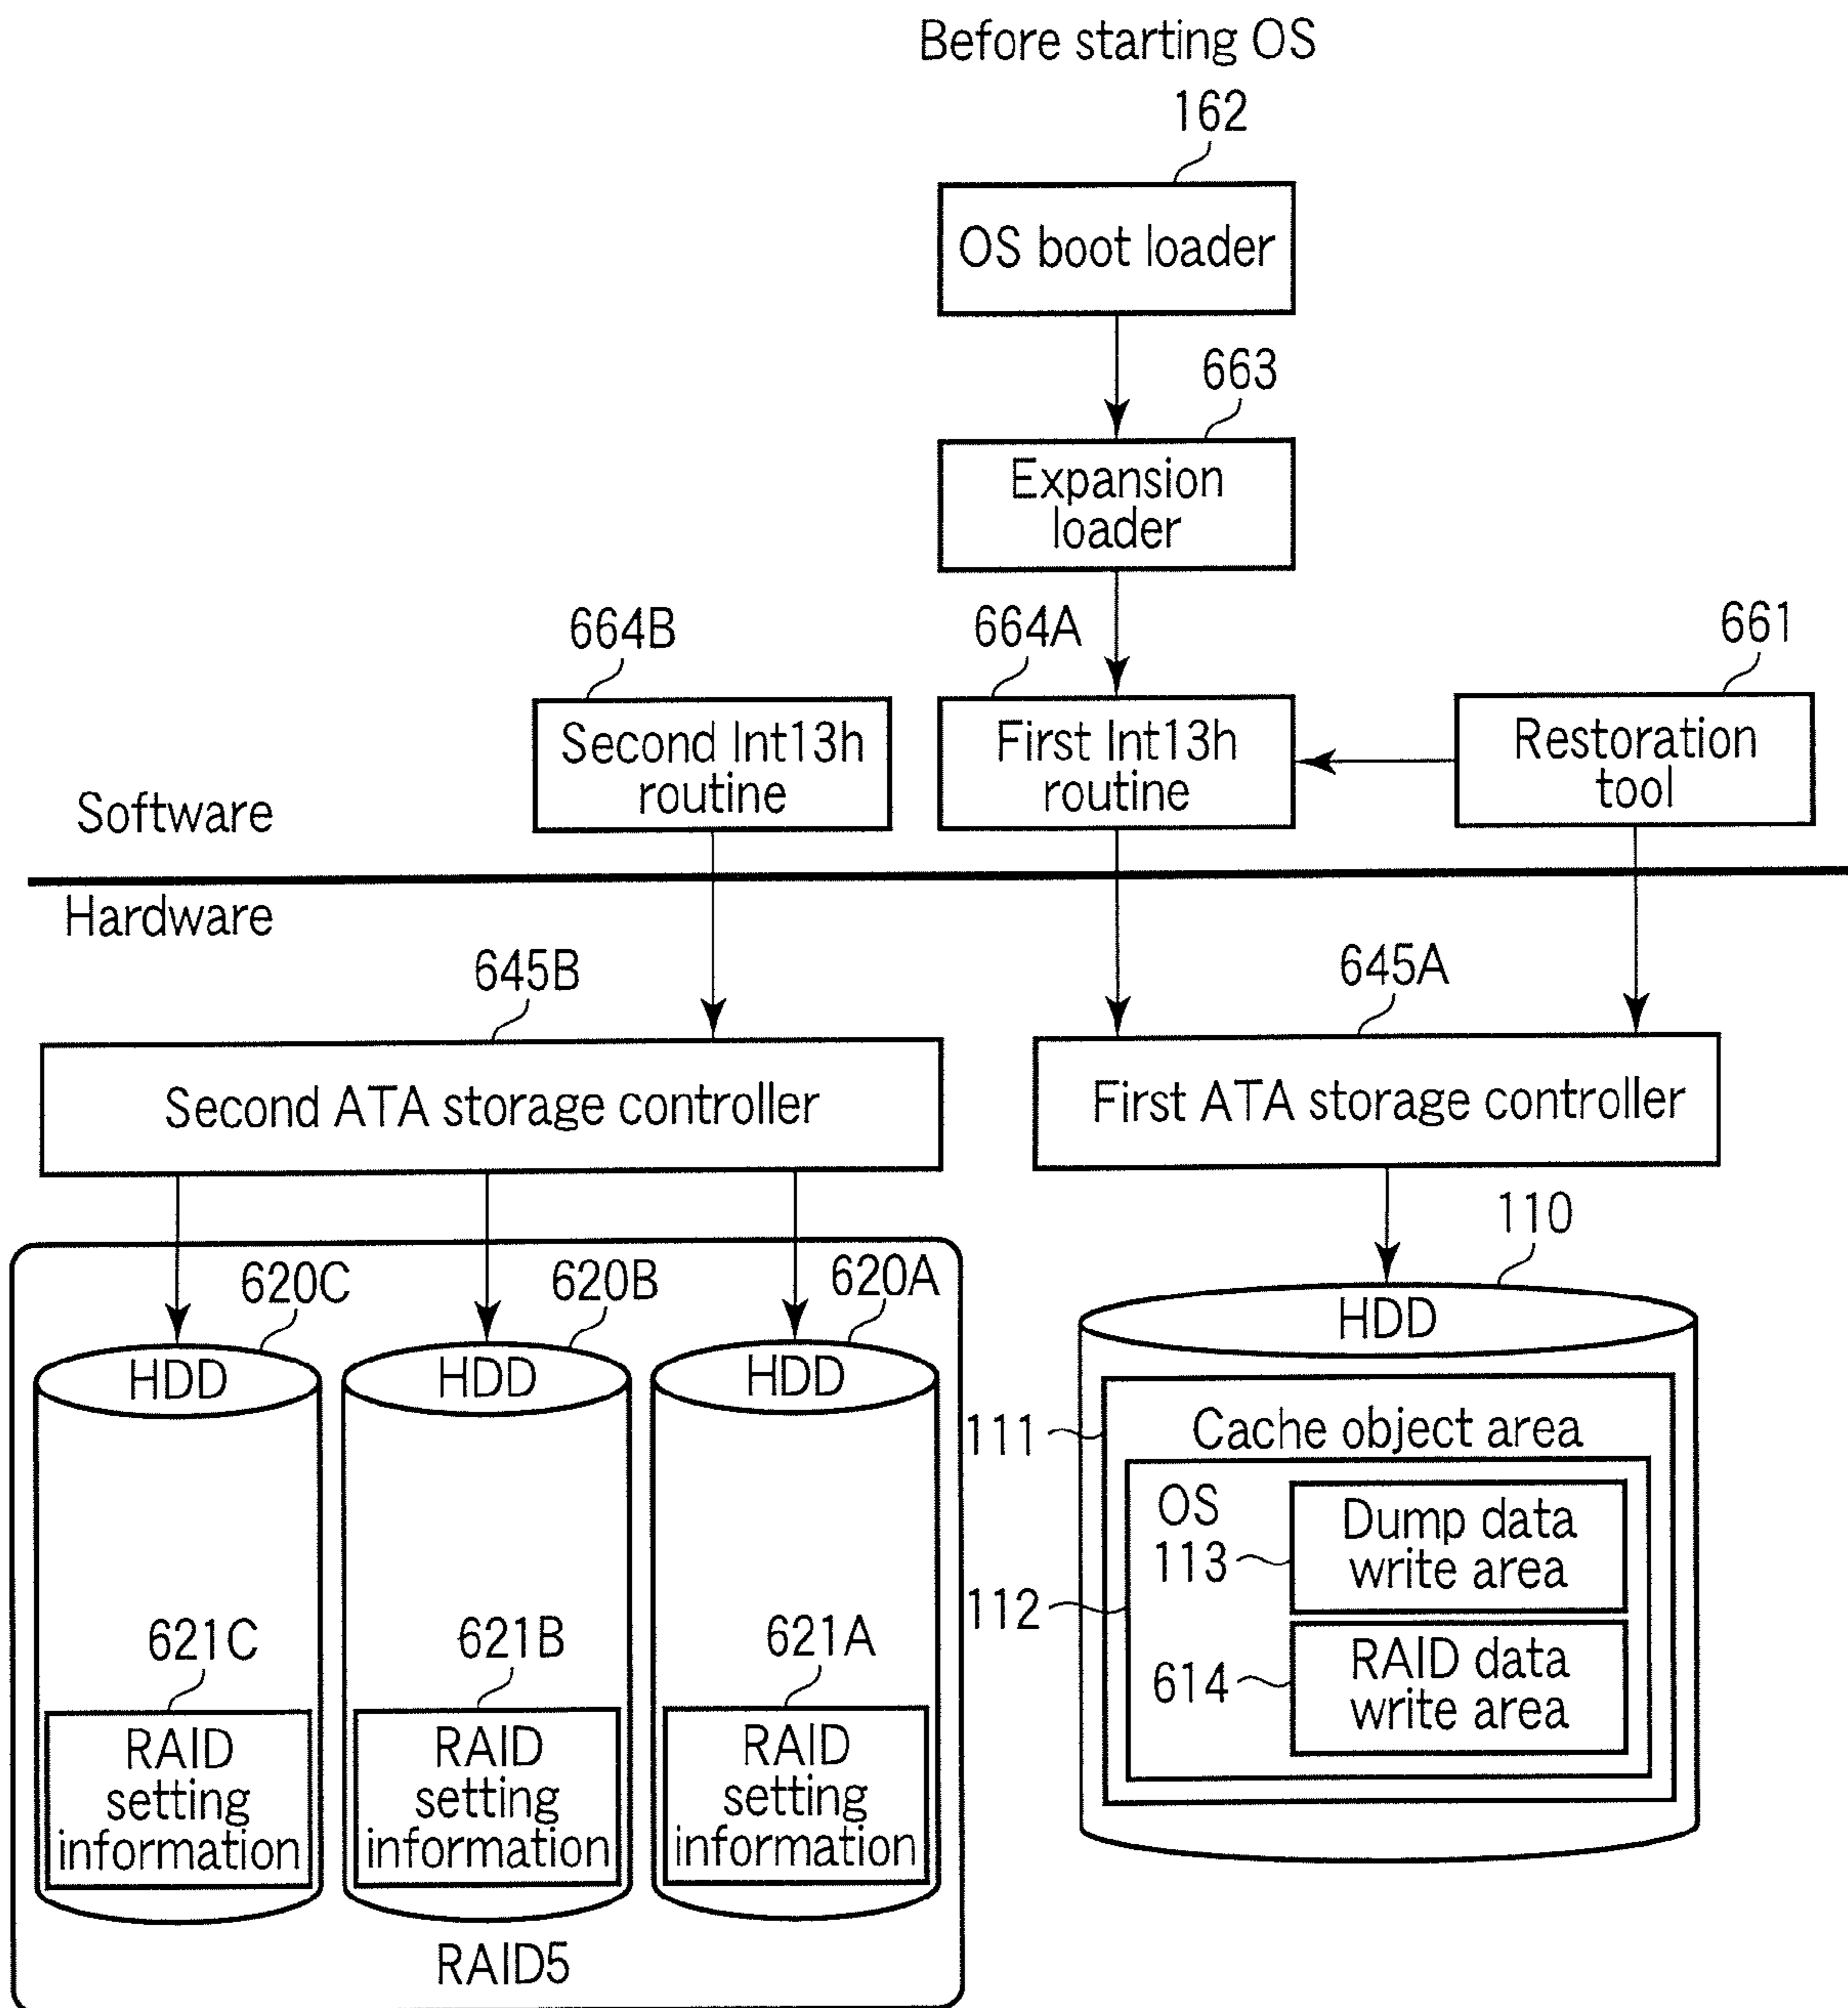 Before starting OS
162
OS boot loader
663
Expansion
loader
664B
664A
661
Second Int13h
routine
First Int13h
routine
Restoration
tool
Software
Hardware
645B
645A
Second ATA storage controller
First ATA storage controller
110
620C
620B
620A
HDD
HDD
HDD
HDD
111
Cache object area
OS
113
Dump data
write area
112
621C
621B
621A
614
RAID data
write area
RAID
setting
information
RAID
setting
information
RAID
setting
information
RAID5